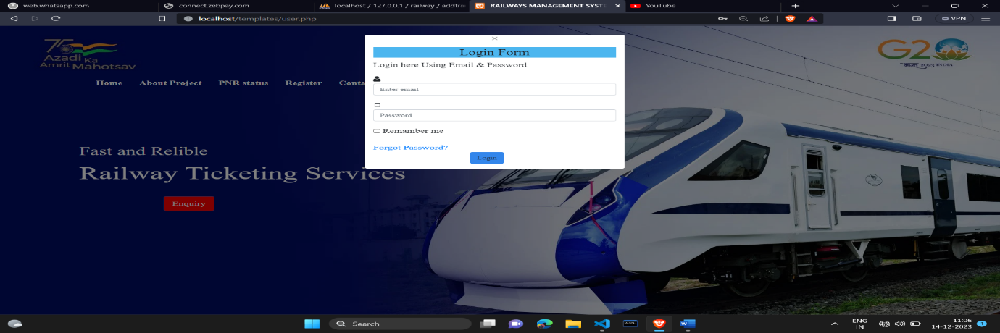 web.whatsapp.com
connect.zebpay.com
localhost / 127.0.0.1 / railway / addtrai
RAILWAYS MANAGEMENT SYSTE
YouTube
localhost/templates/user.php
VPN
75
Azadi Ka
Amrit Mahotsav
G20
2023 INDIA
Home About Project PNR status Register Conta
Login Form
Login here Using Email & Password
Enter email
Password
Remamber me
Forgot Password?
Login
Fast and Relible
Railway Ticketing Services
Enquiry
Search
ENG
IN
11:06
14-12-2023
1